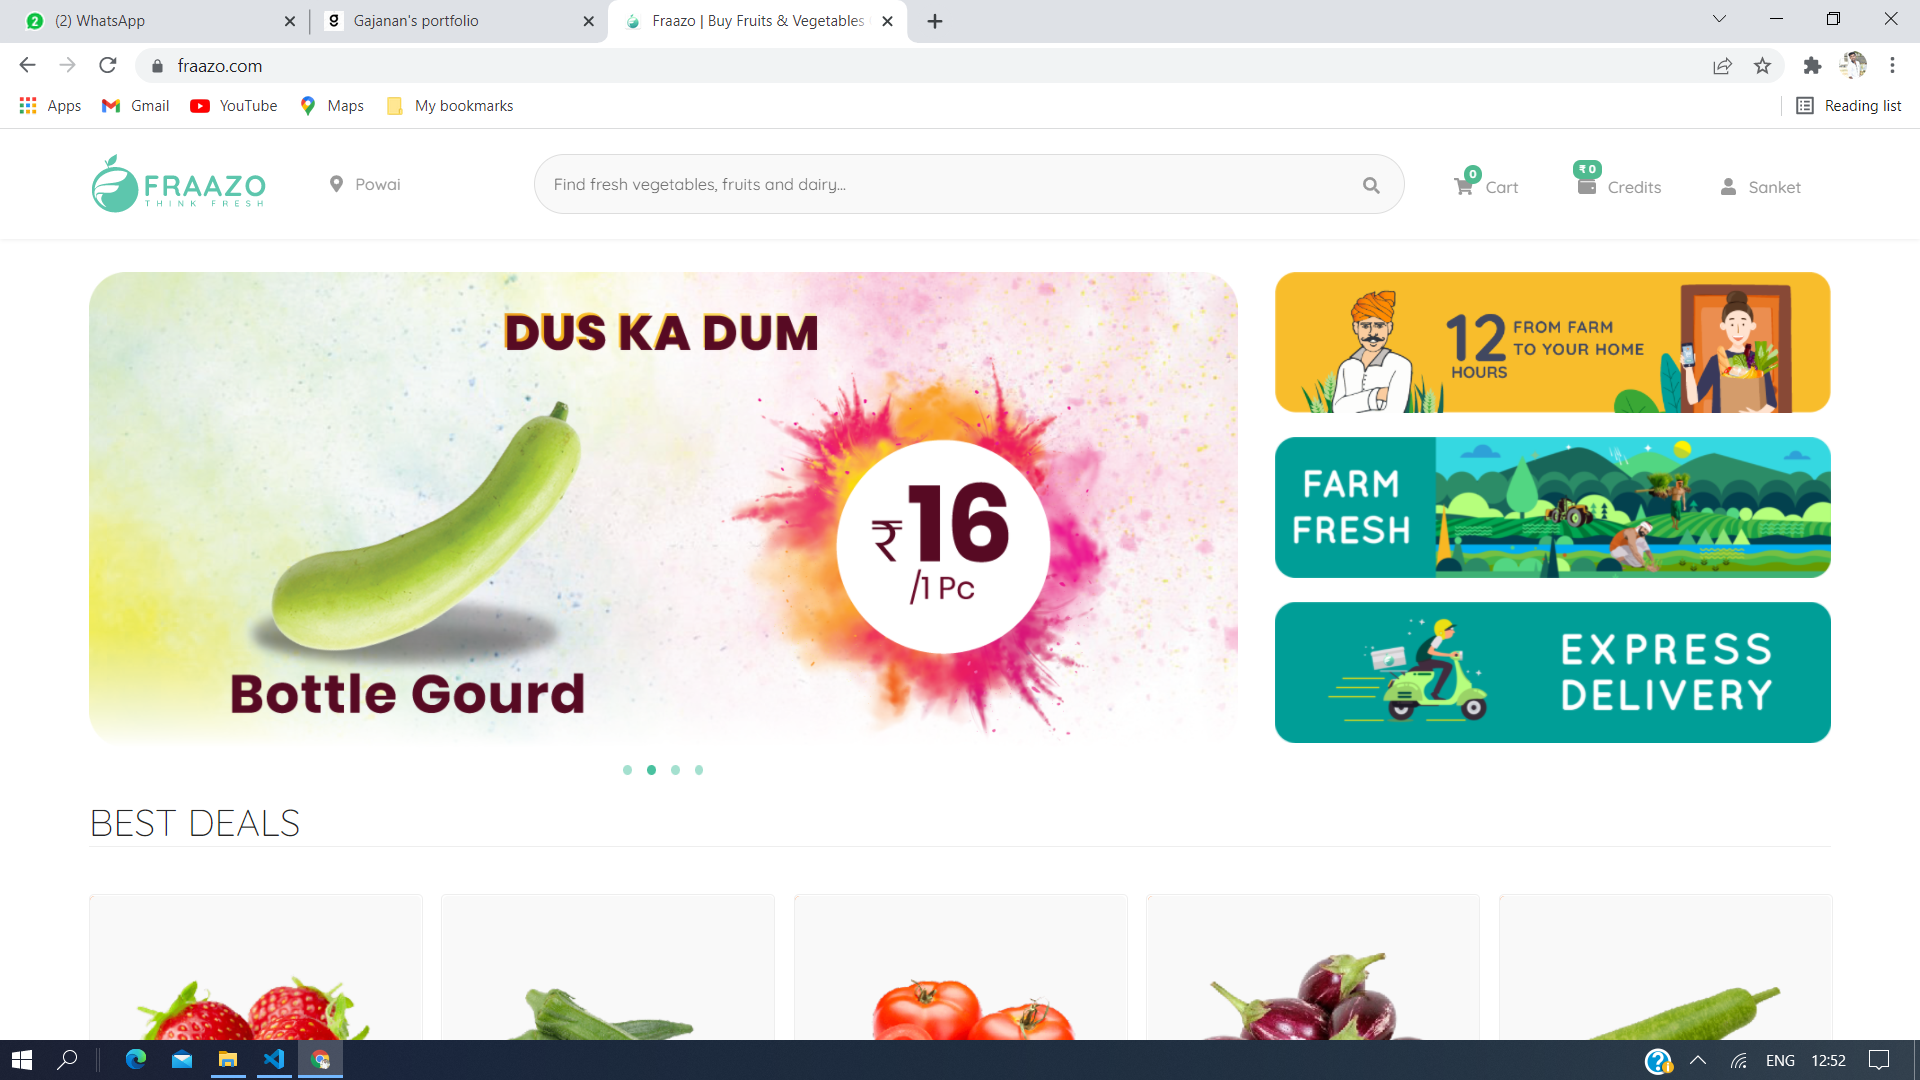 (2) WhatsApp
Gajanan's portfolio
Fraazo | Buy Fruits & Vegetables
fraazo.com
Apps
Gmail
YouTube
Maps
My bookmarks
Reading list
FRAAZO
THINK FRESH
Powai
Find fresh vegetables, fruits and dairy...
0
Cart
₹ 0
Credits
Sanket
DUS KA DUM
₹16
/1 Pc
Bottle Gourd
12
HOURS
FROM FARM
TO YOUR HOME
FARM
FRESH
EXPRESS
DELIVERY
BEST DEALS
ENG
12:52